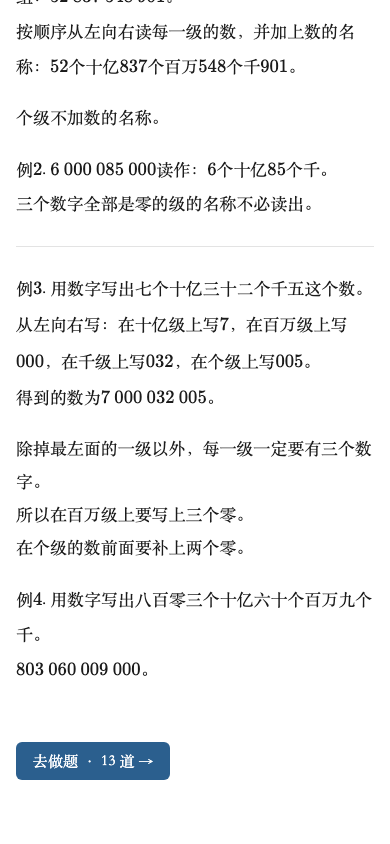 按顺序从左向右读每一级的数，并加上数的名
称：52个十亿837个百万548个千901。
个级不加数的名称。
例2. 6 000 085 000读作：6个十亿85个千。
三个数字全部是零的级的名称不必读出。
例3. 用数字写出七个十亿三十二个千五这个数。
从左向右写：在十亿级上写7，在百万级上写
000，在千级上写032，在个级上写005。
得到的数为7 000 032 005。
除掉最左面的一级以外，每一级一定要有三个数
字。
所以在百万级上要写上三个零。
在个级的数前面要补上两个零。
例4. 用数字写出八百零三个十亿六十个百万九个
千。
803 060 009 000。
去做题 · 13 道 →